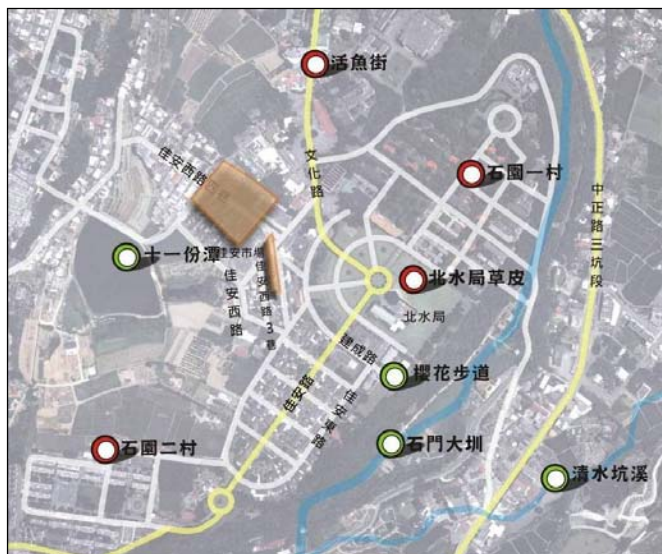 活魚街
文化路
石園一村
佳安西路
中正路三坑段
十一份潭
佳安市場
佳安西路
佳安西路3巷
北水局草皮
北水局
建成路
櫻花步道
佳安路
佳安東路
石園二村
石門大圳
清水坑溪